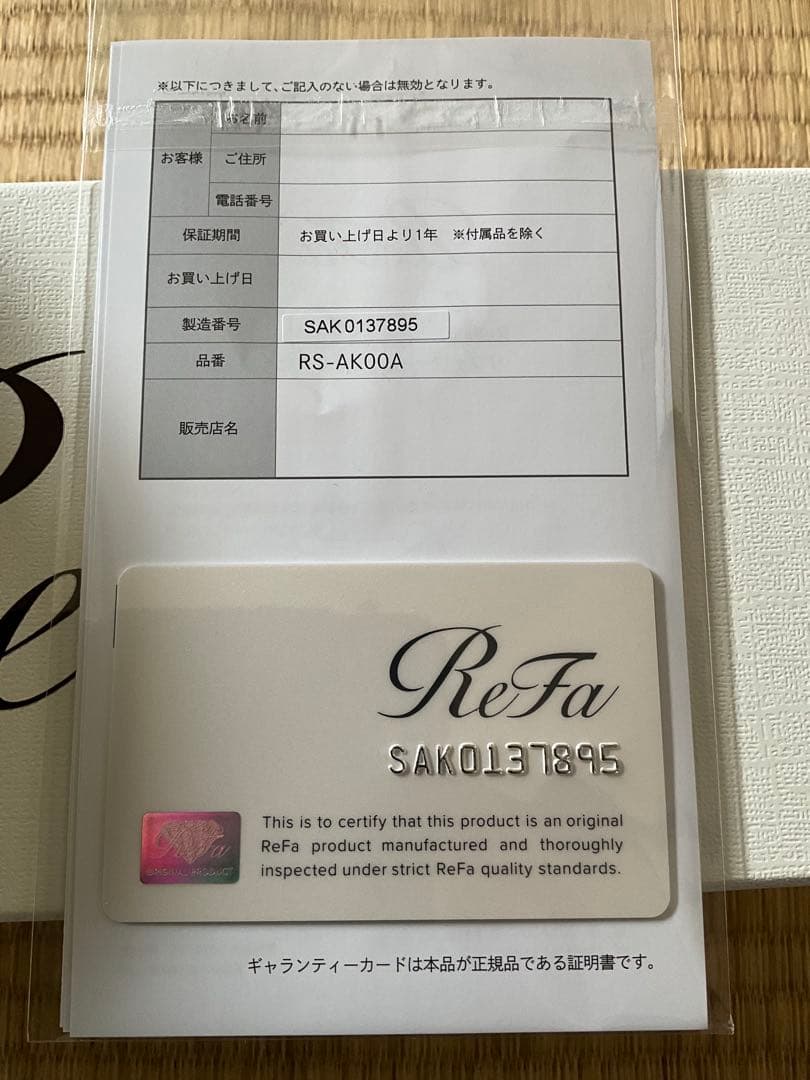 ※以下につきまして、ご記入のない場合は無効となります。
お客様
お名前
ご住所
電話番号
保証期間 お買い上げ日より1年 ※付属品を除く
お買い上げ日
製造番号 SAK0137895
品番 RS-AK00A
販売店名
ReFa
SAK0137895
This is to certify that this product is an original
ReFa product manufactured and thoroughly
inspected under strict ReFa quality standards.
ReFa
ORIGINAL PRODUCT
ギャランティーカードは本品が正規品である証明書です。